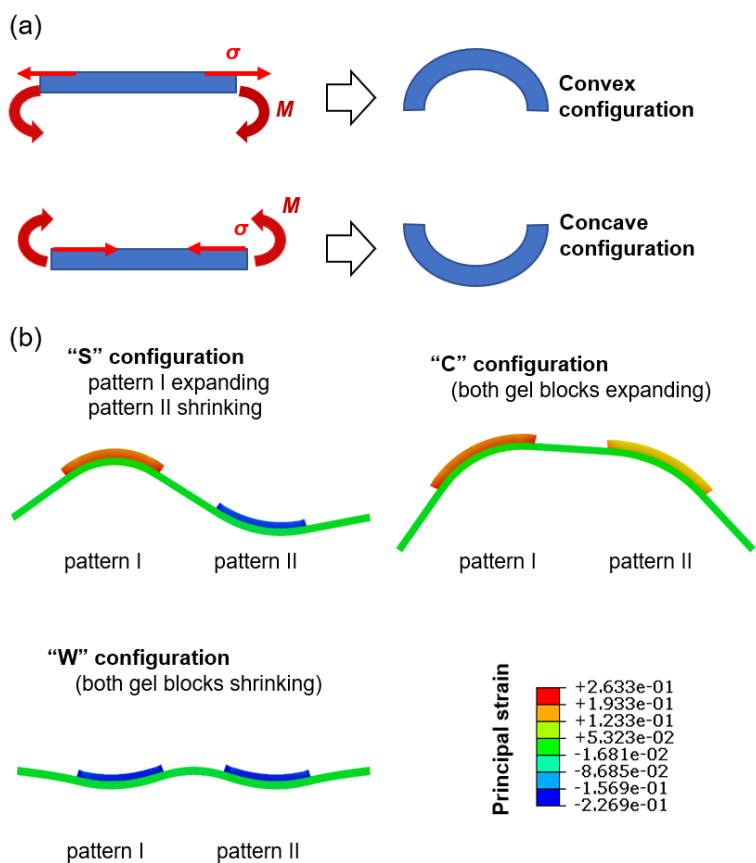 (a)
σ
M
Convex
configuration
M
σ
Concave
configuration
(b)
“S” configuration
pattern I expanding
pattern II shrinking
pattern I
pattern II
“C” configuration
(both gel blocks expanding)
pattern I
pattern II
“W” configuration
(both gel blocks shrinking)
pattern I
pattern II
Principal strain
+2.633e-01
+1.933e-01
+1.233e-01
+5.323e-02
-1.681e-02
-8.685e-02
-1.569e-01
-2.269e-01